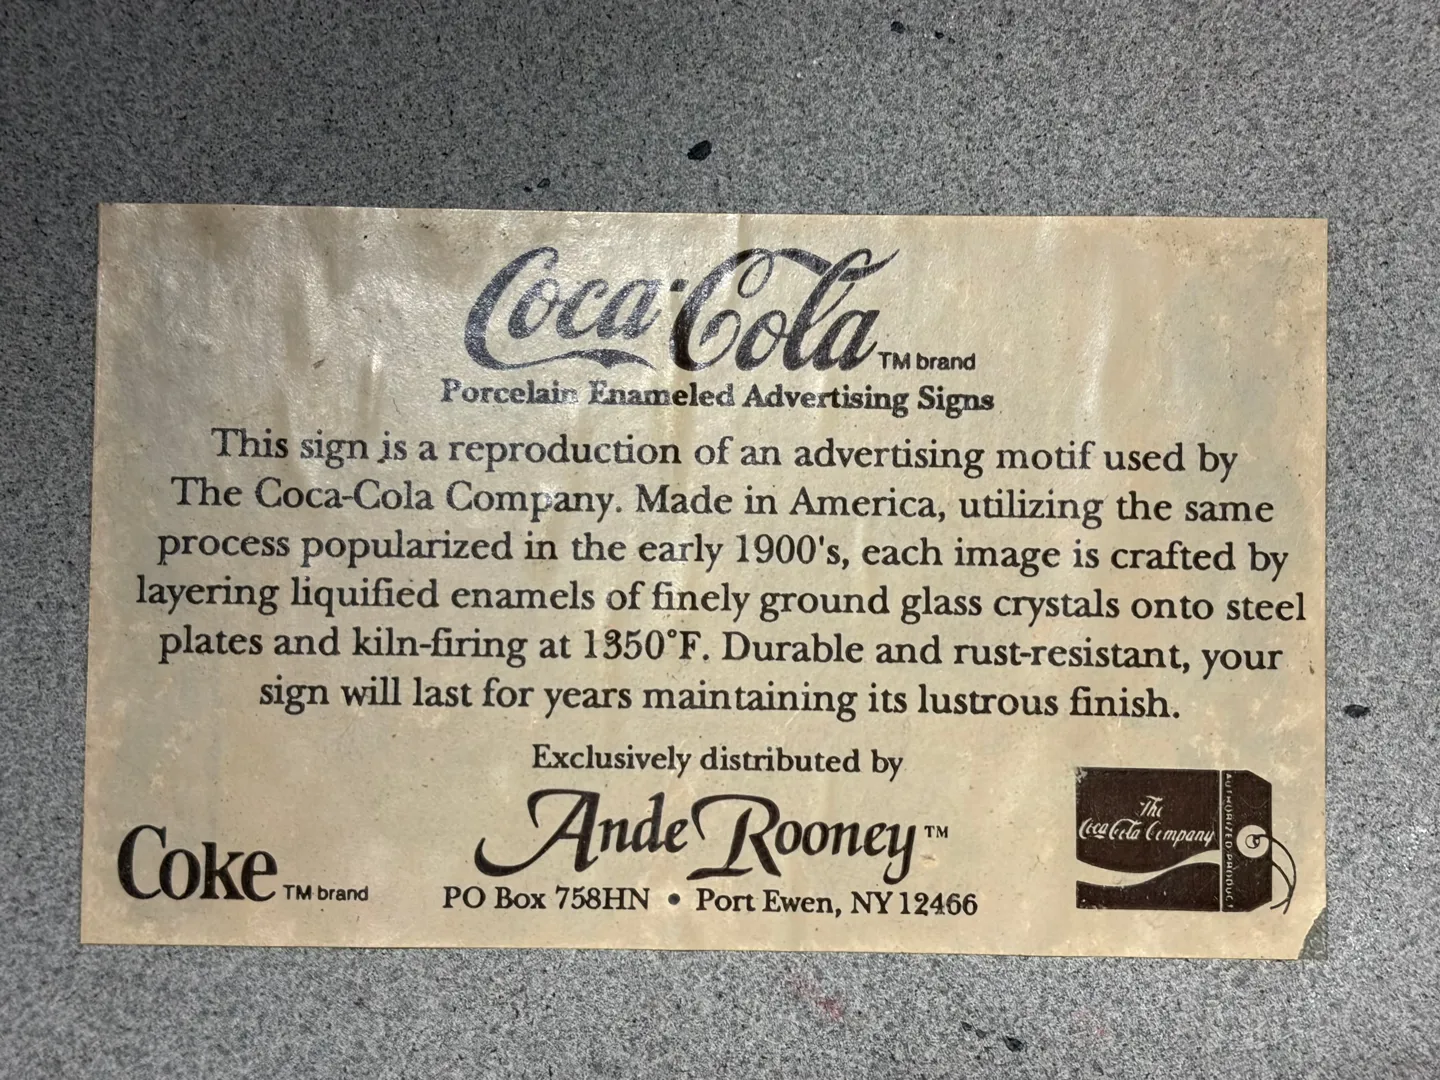 Coca-Cola TM brand
Porcelain Enameled Advertising Signs
This sign is a reproduction of an advertising motif used by
The Coca-Cola Company. Made in America, utilizing the same
process popularized in the early 1900's, each image is crafted by
layering liquified enamels of finely ground glass crystals onto steel
plates and kiln-firing at 1350°F. Durable and rust-resistant, your
sign will last for years maintaining its lustrous finish.
Exclusively distributed by
Ande Rooney™
PO Box 758HN • Port Ewen, NY 12466
Coke TM brand
The
Coca-Cola Company
AUTHORIZED PRODUCT